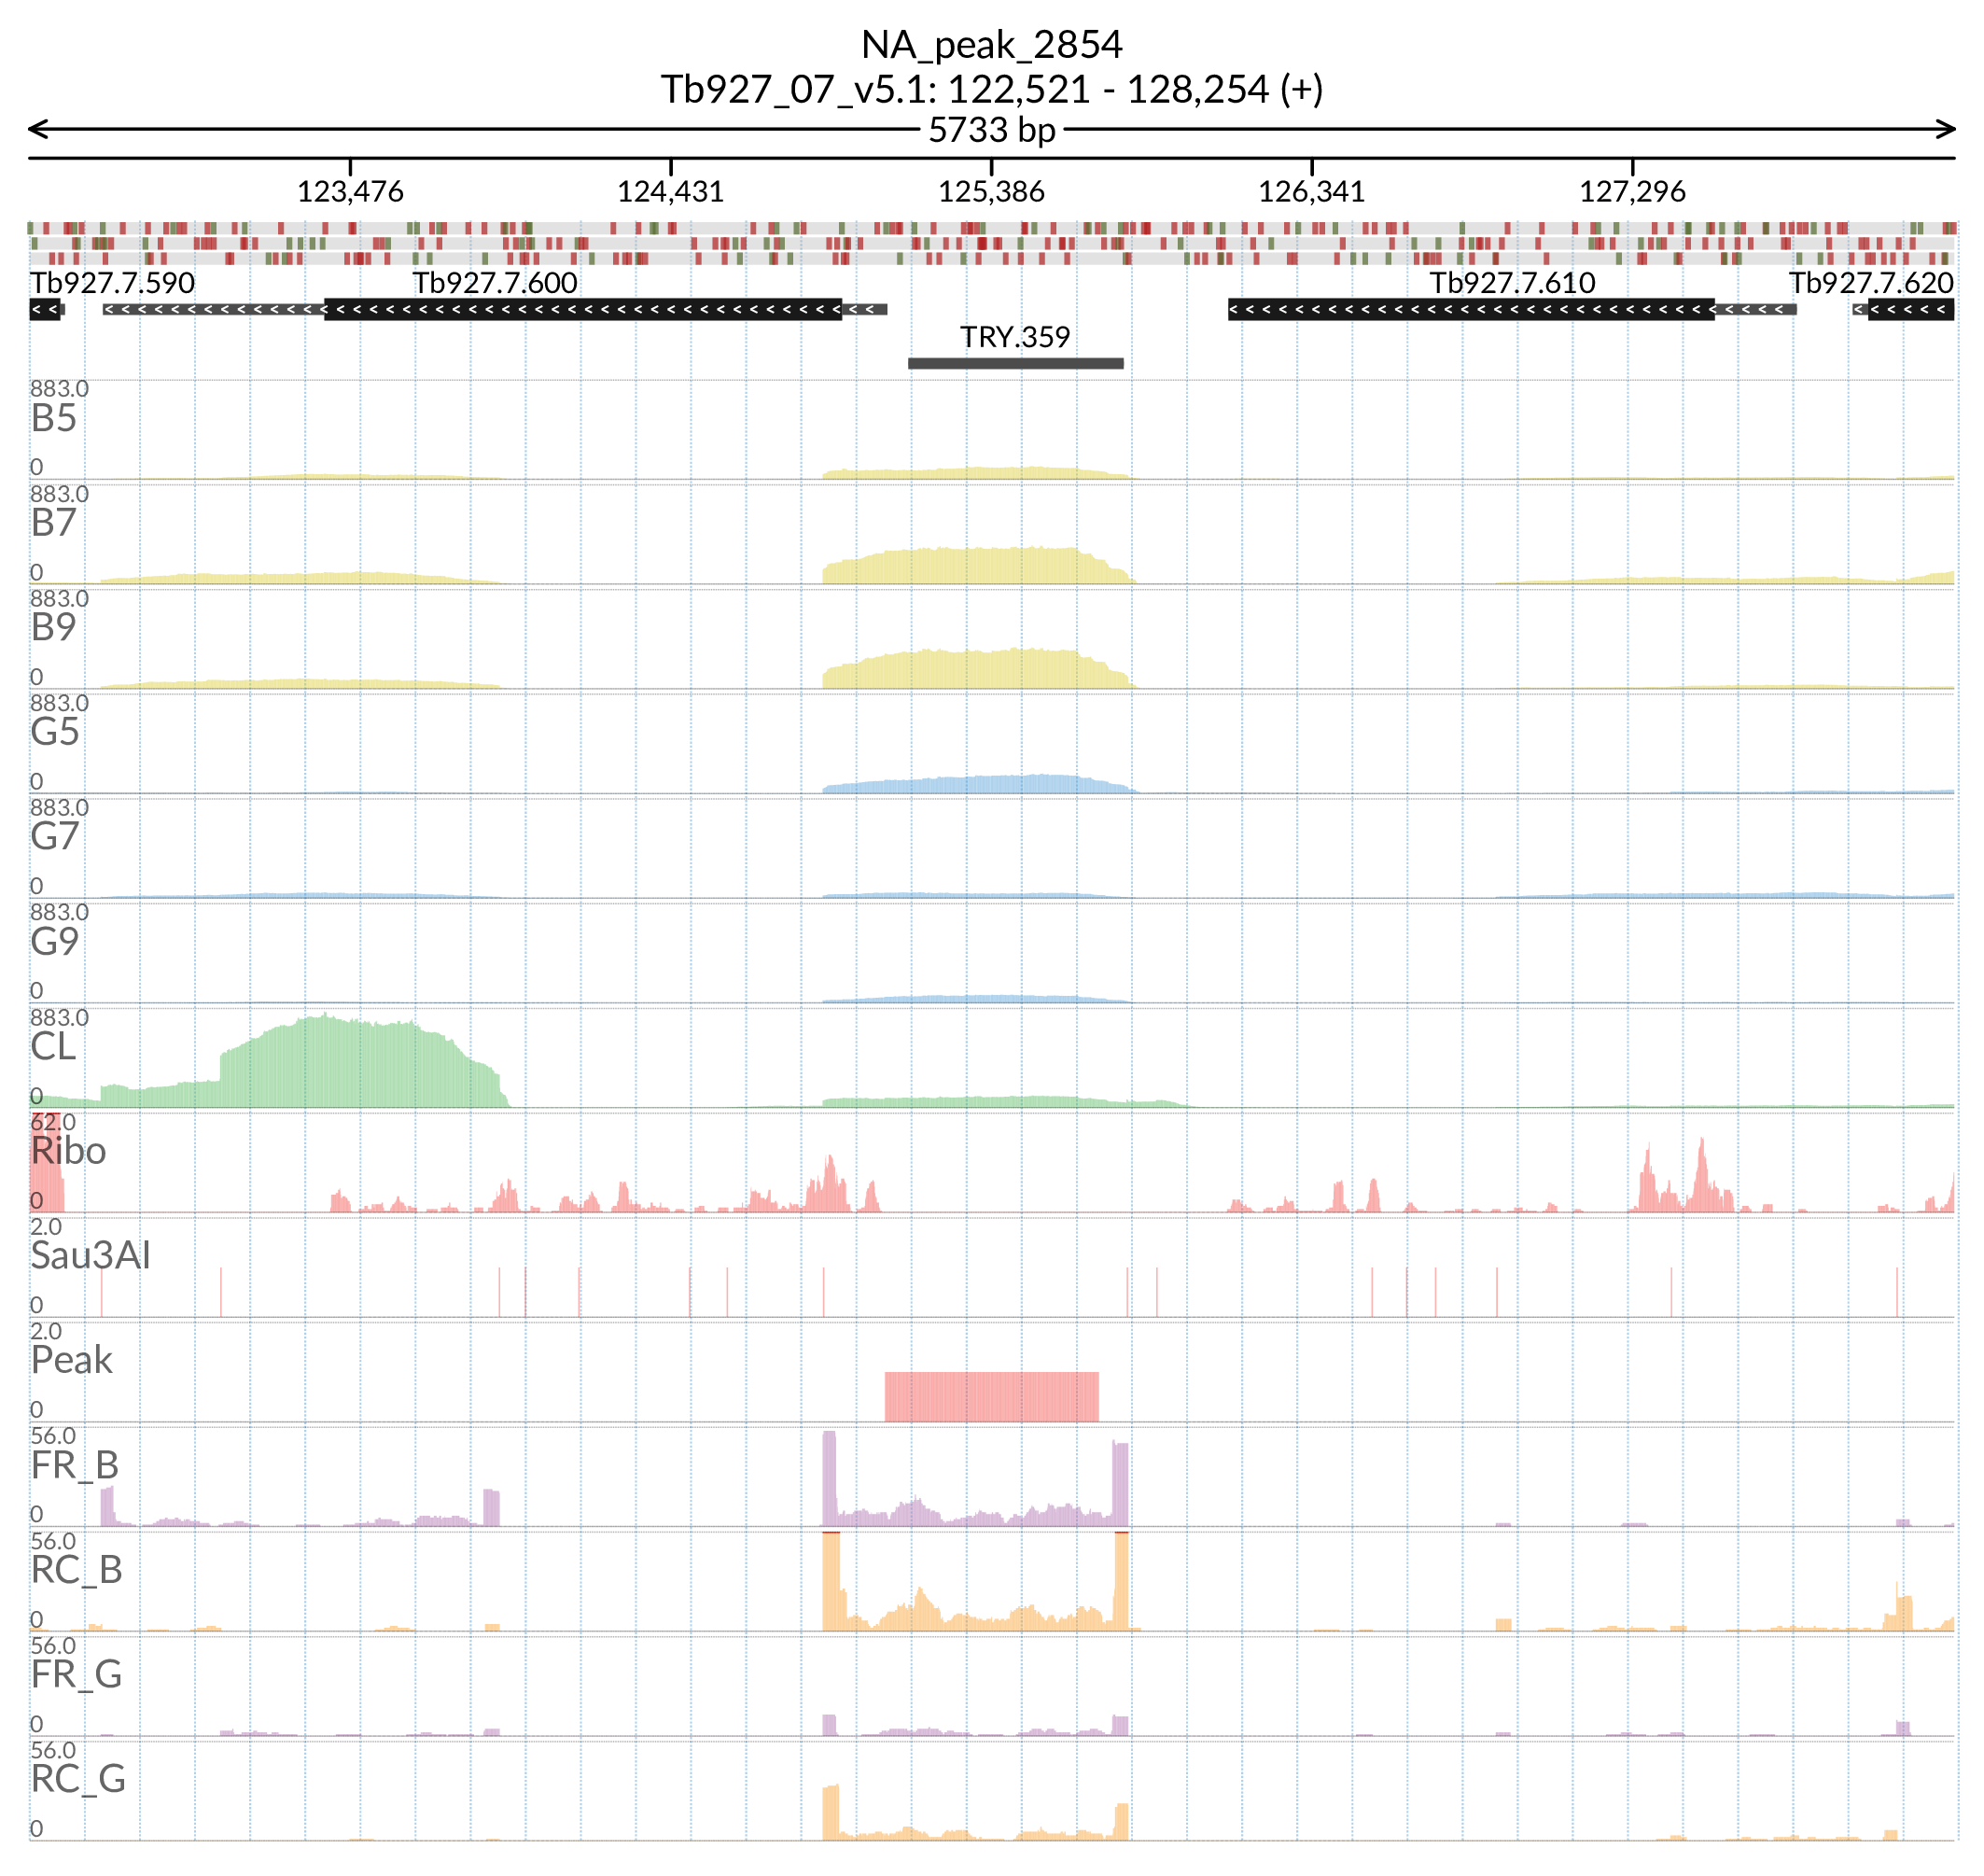 NA_peak_2854
Tb927_07_v5.1: 122,521 - 128,254 (+)
5733 bp
123,476 124,431 125,386 126,341 127,296
Tb927.7.590 Tb927.7.600 Tb927.7.610 Tb927.7.620
TRY.359
883.0
B5
0
883.0
B7
0
883.0
B9
0
883.0
G5
0
883.0
G7
0
883.0
G9
0
883.0
CL
0
62.0
Ribo
0
2.0
Sau3AI
0
2.0
Peak
0
56.0
FR_B
0
56.0
RC_B
0
56.0
FR_G
0
56.0
RC_G
0